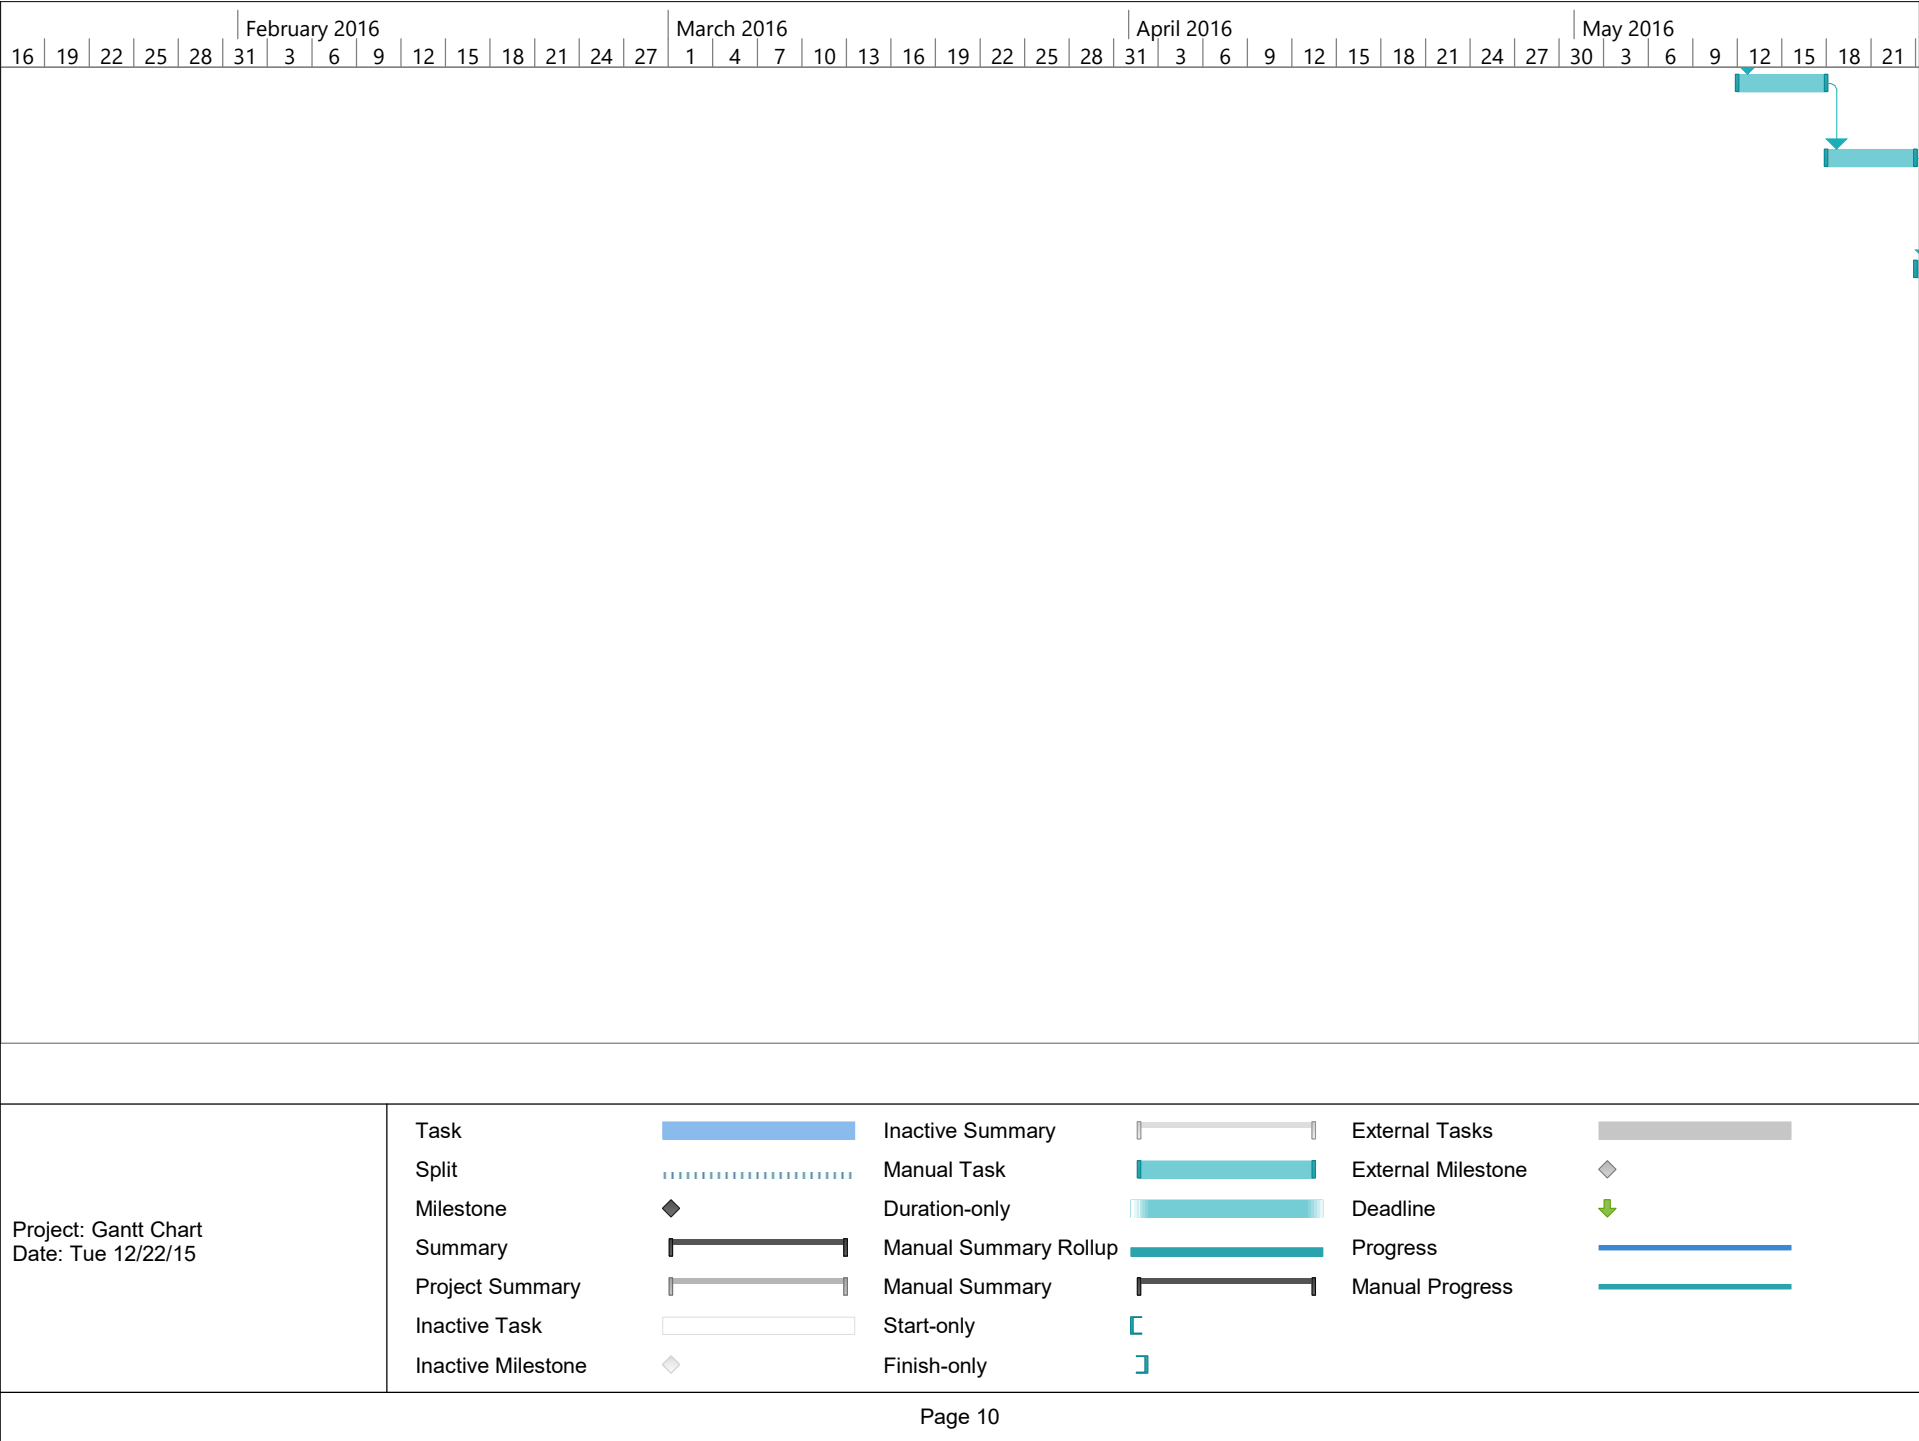 February 2016 March 2016 April 2016 May 2016
16 19 22 25 28 31 3 6 9 12 15 18 21 24 27 1 4 7 10 13 16 19 22 25 28 31 3 6 9 12 15 18 21 24 27 30 3 6 9 12 15 18 21
Task Inactive Summary External Tasks
Split Manual Task External Milestone
Milestone Duration-only Deadline
Project: Gantt Chart
Date: Tue 12/22/15
Summary Manual Summary Rollup Progress
Project Summary Manual Summary Manual Progress
Inactive Task Start-only
Inactive Milestone Finish-only
Page 10